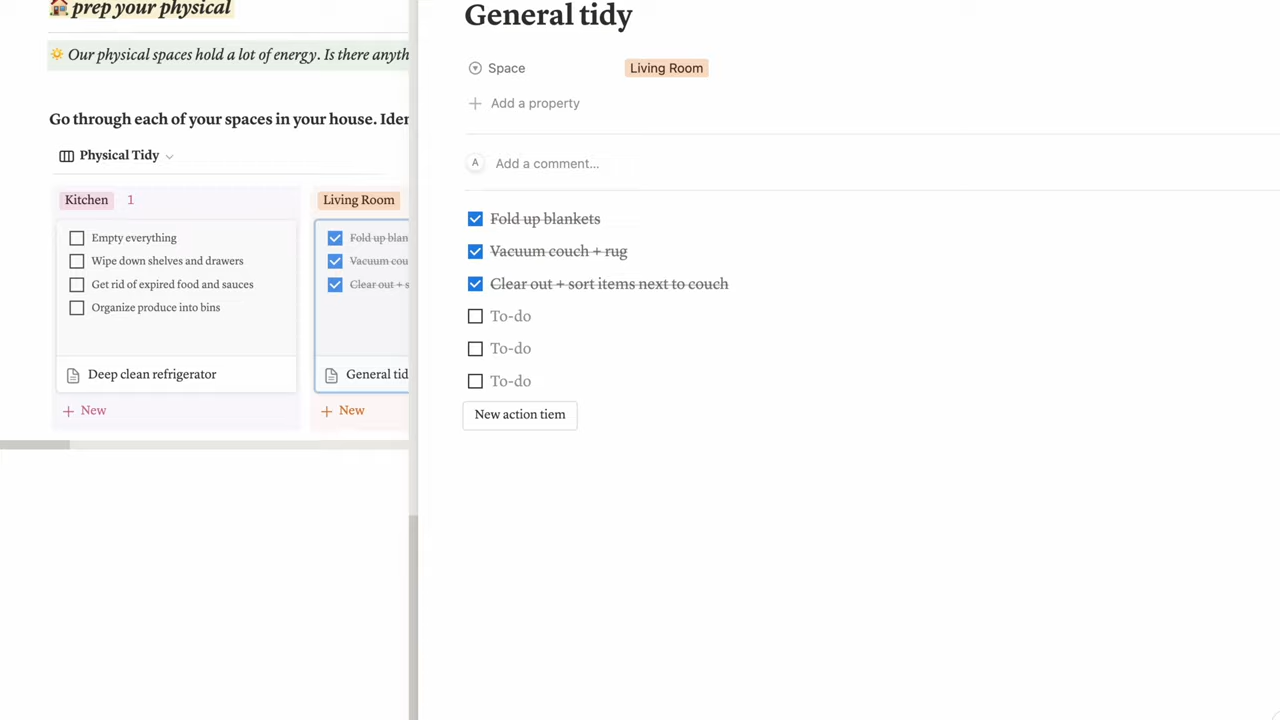 prep your physical
Our physical spaces hold a lot of energy. Is there anyth
Go through each of your spaces in your house. Iden
Physical Tidy
Kitchen 1
Empty everything
Wipe down shelves and drawers
Get rid of expired food and sauces
Organize produce into bins
Deep clean refrigerator
+ New
Living Room
Fold up blan
Vacuum cou
Clear out + s
General tid
+ New
General tidy
Space Living Room
+ Add a property
A Add a comment...
Fold up blankets
Vacuum couch + rug
Clear out + sort items next to couch
To-do
To-do
To-do
New action tiem